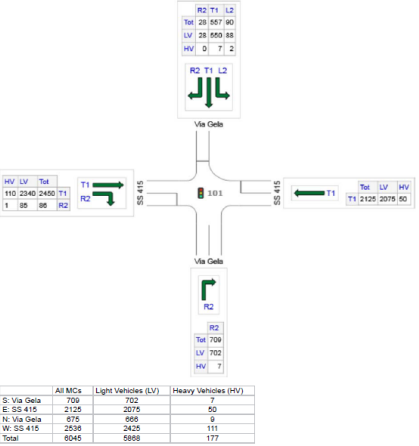 R2 T1 L2
Tot 28 557 90
LV 28 550 88
HV 0 7 2
R2 T1 L2
Via Gela
HV LV Tot
110 2340 2450 T1
1 85 86 R2
T1
R2
SS 415
101
SS 415
T1
Tot LV HV
T1 2125 2075 50
Via Gela
R2
R2
Tot 709
LV 702
HV 7
All MCs Light Vehicles (LV) Heavy Vehicles (HV)
S: Via Gela 709 702 7
E: SS 415 2125 2075 50
N: Via Gela 675 666 9
W: SS 415 2536 2425 111
Total 6045 5868 177